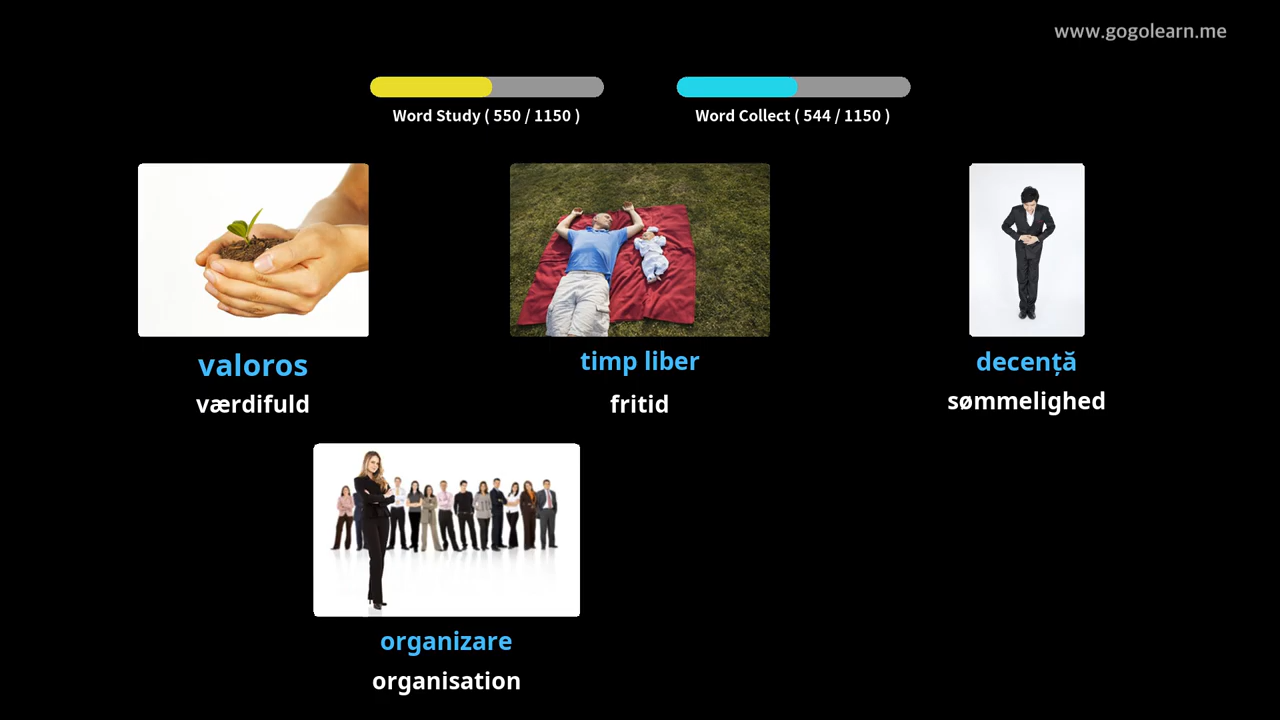 www.gogolearn.me
Word Study ( 550 / 1150 )
Word Collect ( 544 / 1150 )
valoros
værdifuld
timp liber
fritid
decență
sømmelighed
organizare
organisation